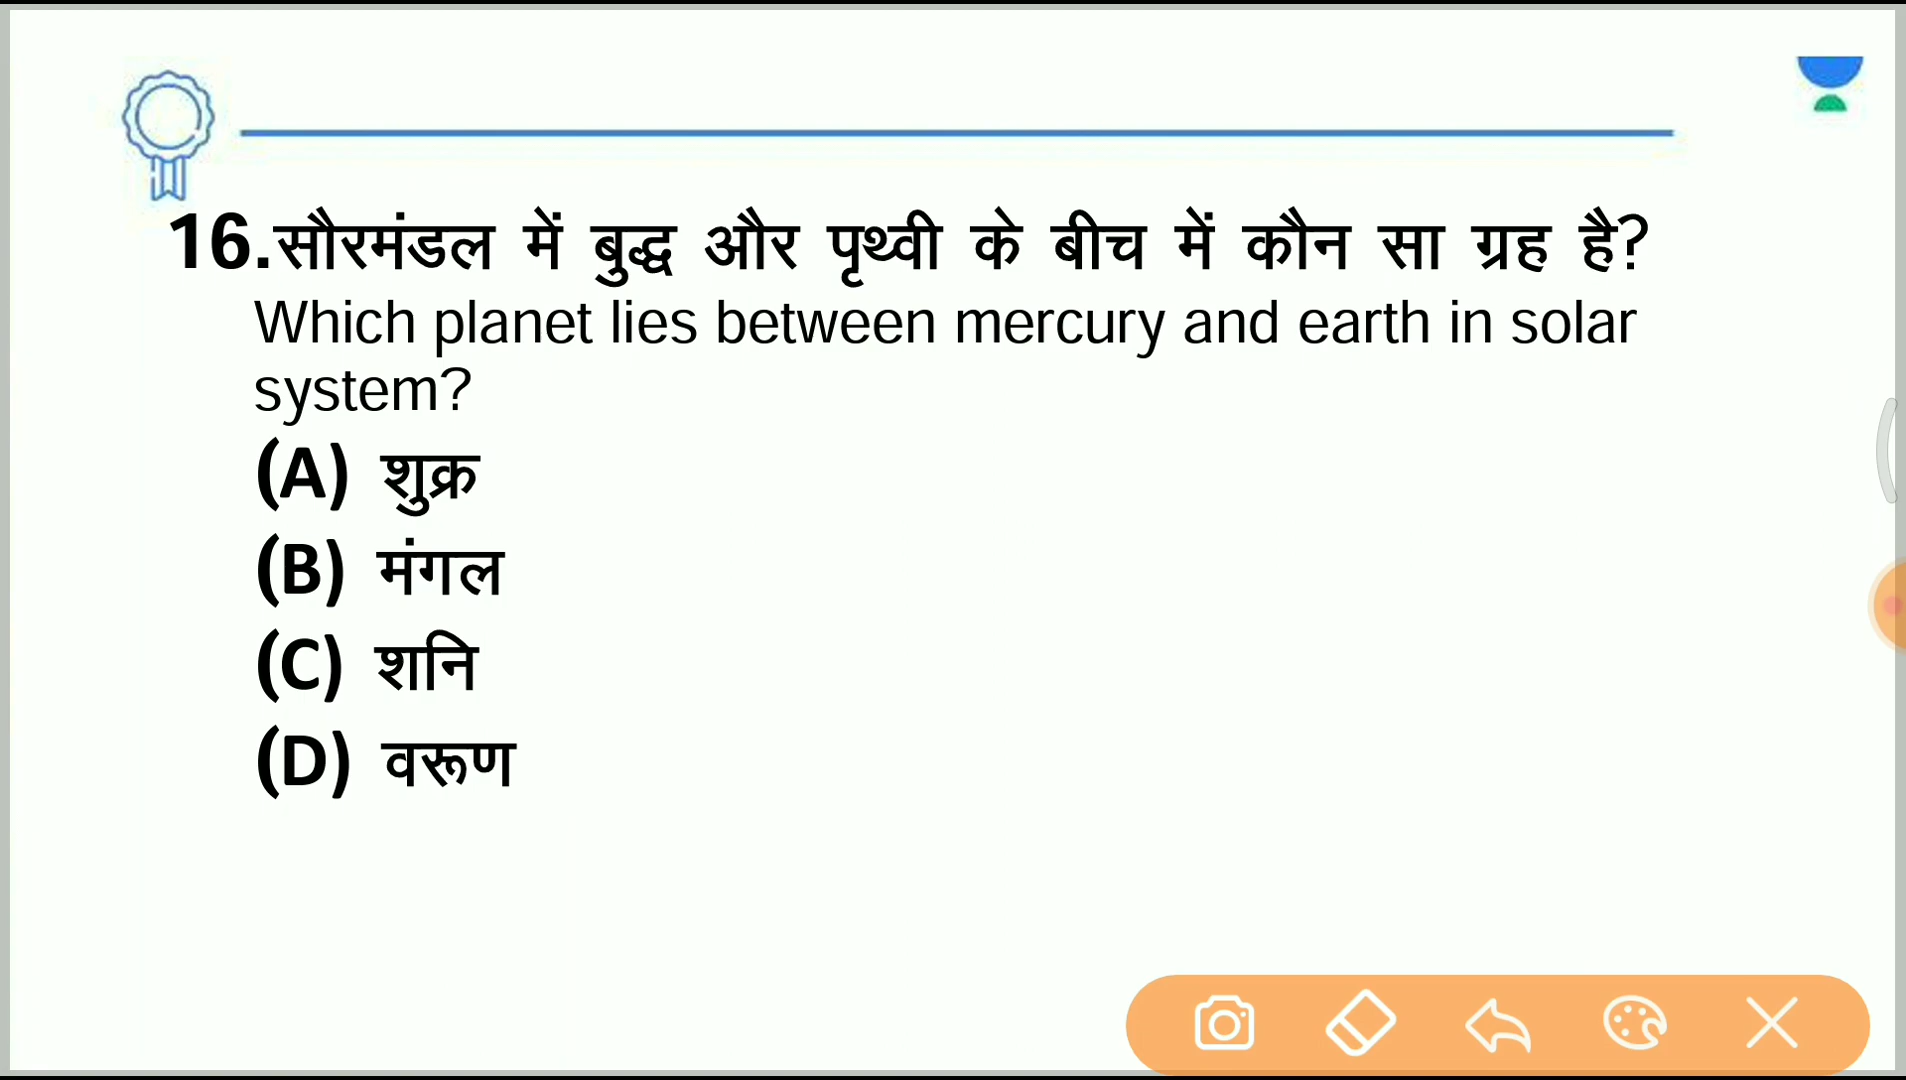 16.सौरमंडल में बुद्ध और पृथ्वी के बीच में कौन सा ग्रह है?
Which planet lies between mercury and earth in solar
system?
(A) शुक्र
(B) मंगल
(C) शनि
(D) वरूण